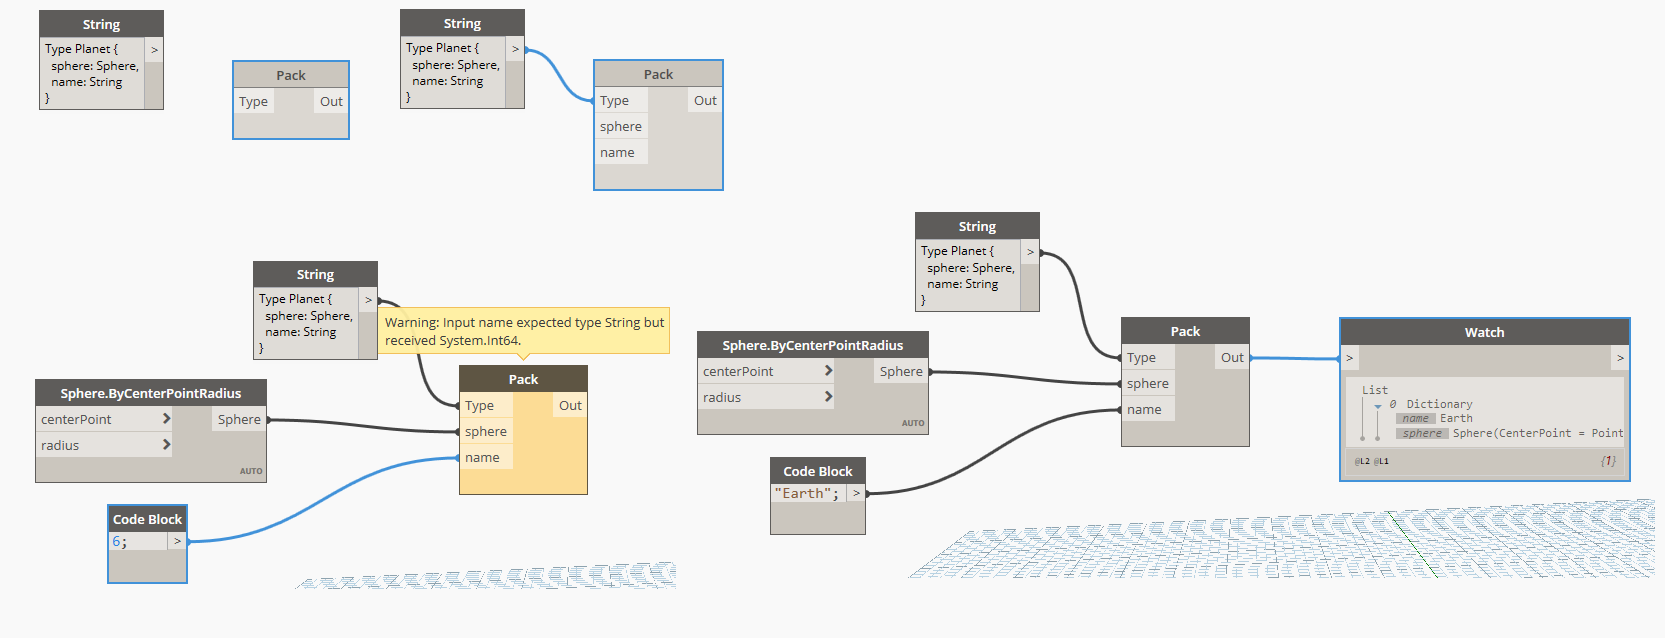 String
Type Planet {
sphere: Sphere,
name: String
}
>
Pack
Type
Out
String
Type Planet {
sphere: Sphere,
name: String
}
>
Pack
Type
Out
sphere
name
String
Type Planet {
sphere: Sphere,
name: String
}
>
Warning: Input name expected type String but
received System.Int64.
Sphere.ByCenterPointRadius
centerPoint >
Sphere
radius >
AUTO
Code Block
6;
>
Pack
Type
Out
sphere
name
String
Type Planet {
sphere: Sphere,
name: String
}
>
Sphere.ByCenterPointRadius
centerPoint >
Sphere
radius >
AUTO
Code Block
"Earth";
>
Pack
Type
Out
sphere
name
Watch
>
>
List
0 Dictionary
name Earth
sphere Sphere(CenterPoint = Point
@L2 @L1
{1}